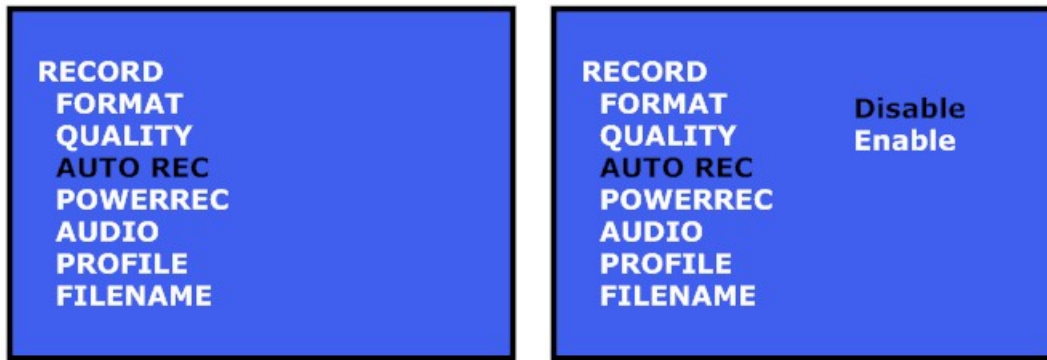 RECORD
FORMAT
QUALITY
AUTO REC
POWERREC
AUDIO
PROFILE
FILENAME
RECORD
FORMAT
QUALITY
AUTO REC
POWERREC
AUDIO
PROFILE
FILENAME
Disable
Enable